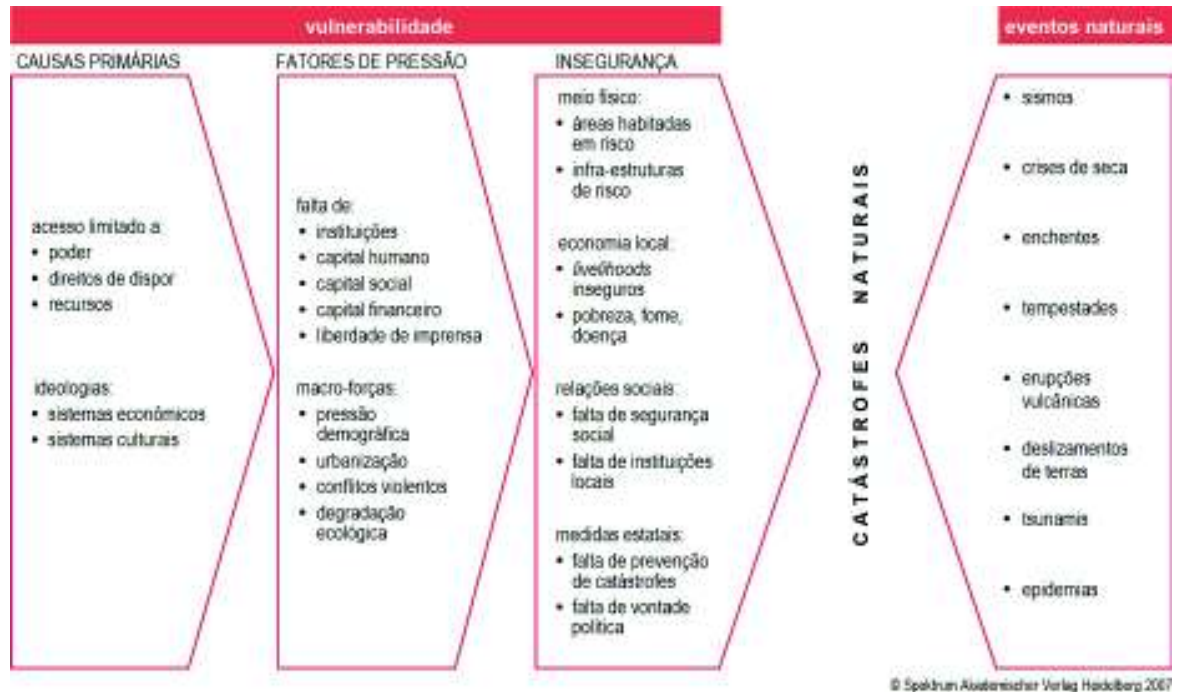 vulnerabilidade
eventos naturais
CAUSAS PRIMÁRIAS
acesso limitado a:
• poder
• direitos de dispor
• recursos
ideologias:
• sistemas econômicos
• sistemas culturais
FATORES DE PRESSÃO
falta de:
• instituições
• capital humano
• capital social
• capital financeiro
• liberdade de imprensa
macro-forças:
• pressão
demográfica
• urbanização
• conflitos violentos
• degradação
ecológica
INSEGURANÇA
meio físico:
• áreas habitadas
em risco
• infra-estruturas
de risco
economia local:
• livelihoods
inseguros
• pobreza, fome,
doença
relações sociais:
• falta de segurança
social
• falta de instituições
locais
medidas estatais:
• falta de prevenção
de catástrofes
• falta de vontade
política
CATÁSTROFES NATURAIS
• sismos
• crises de seca
• enchentes
• tempestades
• erupções
vulcânicas
• deslizamentos
de terras
• tsunamis
• epidemias
© Spektrum Akademischer Verlag Heidelberg 2007